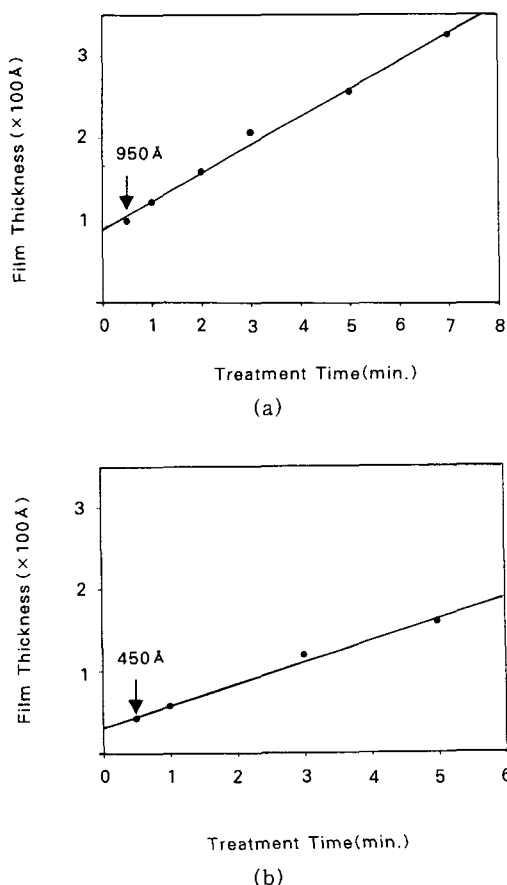 Film Thickness (×100Å)
3
2
1
950Å
0 1 2 3 4 5 6 7 8
Treatment Time(min.)
(a)
Film Thickness (×100Å)
3
2
1
450Å
0 1 2 3 4 5 6
Treatment Time(min.)
(b)